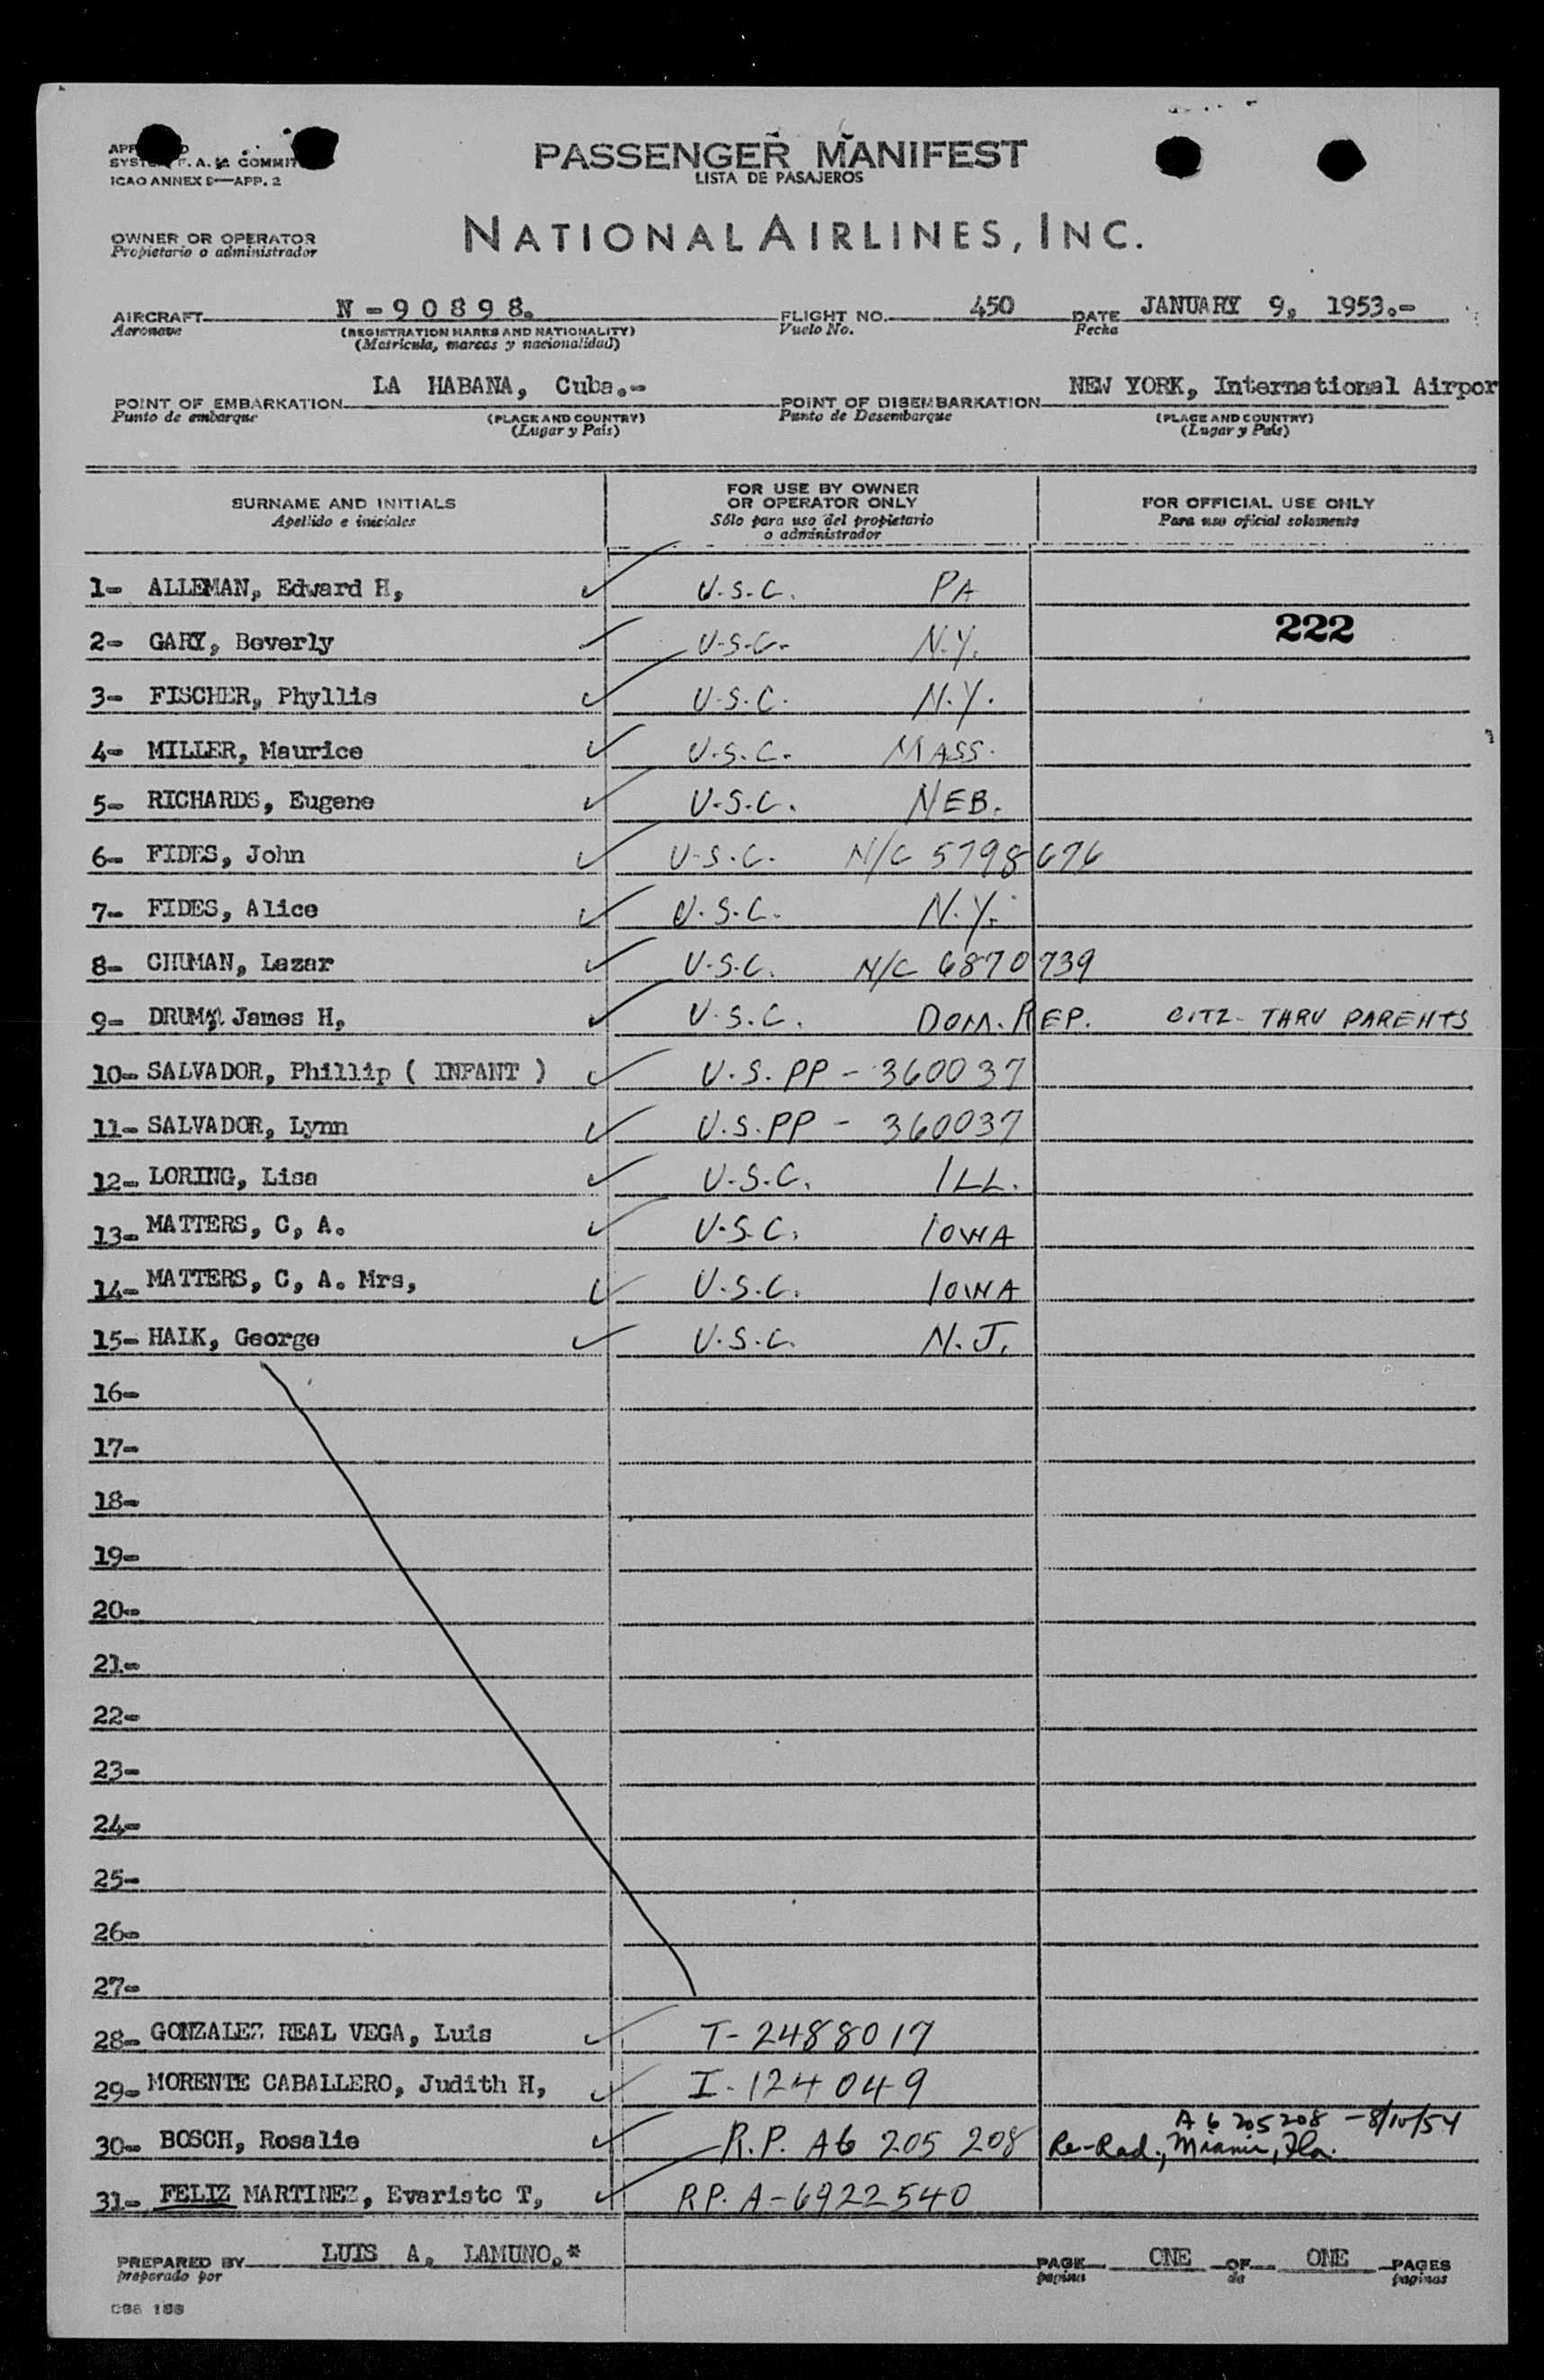 ICAO ANNEX 9—APP. 2
PASSENGER MANIFEST
LISTA DE PASAJEROS
OWNER OR OPERATOR
Propietario o administrador
NATIONAL AIRLINES, INC.
AIRCRAFT N-90898. FLIGHT NO. 450 DATE JANUARY 9, 1953.-
Aeronave (REGISTRATION MARKS AND NATIONALITY) Vuelo No. Fecha
(Matricula, marcas y nacionalidad)
POINT OF EMBARKATION LA HABANA, Cuba.- POINT OF DISEMBARKATION NEW YORK, International Airpor
Punto de embarque (PLACE AND COUNTRY) Punto de Desembarque (PLACE AND COUNTRY)
(Lugar y País) (Lugar y País)
SURNAME AND INITIALS FOR USE BY OWNER OR OPERATOR ONLY FOR OFFICIAL USE ONLY
Apellido e iniciales Sólo para uso del propietario o administrador Para uso oficial solamente
1- ALLEMAN, Edward H, ✓ U.S.C. PA
222
2- GARY, Beverly ✓ U.S.C. N.Y.
3- FISCHER, Phyllis ✓ U.S.C. N.Y.
4- MILLER, Maurice ✓ U.S.C. MASS.
5- RICHARDS, Eugene ✓ U.S.C. NEB.
6- FIDES, John ✓ U.S.C. N/C 5798676
7- FIDES, Alice ✓ U.S.C. N.Y.
8- CHUMAN, Lazar ✓ U.S.C. N/C 6870739
9- DRUMM, James H, ✓ U.S.C. DOM. REP. CITZ- THRU PARENTS
10- SALVADOR, Phillip ( INFANT ) ✓ U.S. PP - 360037
11- SALVADOR, Lynn ✓ U.S. PP - 360037
12- LORING, Lisa ✓ U.S.C. ILL.
13- MATTERS, C, A. ✓ U.S.C. IOWA
14- MATTERS, C, A. Mrs, ✓ U.S.C. IOWA
15- HALK, George ✓ U.S.C. N.J.
16-
17-
18-
19-
20-
21-
22-
23-
24-
25-
26-
27-
28- GONZALEZ REAL VEGA, Luis ✓ T-2488017
29- MORENTE CABALLERO, Judith H, ✓ I-124049
A6 205208 - 8/10/54
30- BOSCH, Rosalie ✓ R.P. A6 205 208 Re-Rad., Miami, Fla.
31- FELIZ MARTINEZ, Evaristo T, ✓ R.P. A-6922540
PREPARED BY LUIS A. LAMUNO.* PAGE ONE OF ONE PAGES
preparado por pagina de paginas